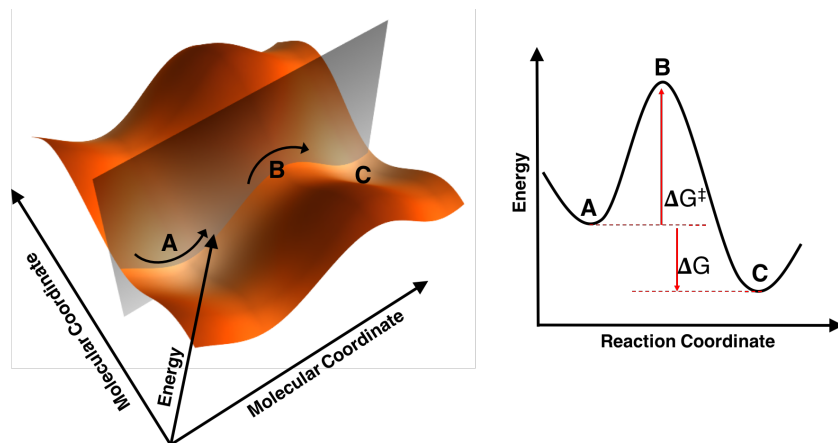 A
B
C
Molecular Coordinate
Energy
Molecular Coordinate
Energy
B
A
ΔG‡
ΔG
C
Reaction Coordinate